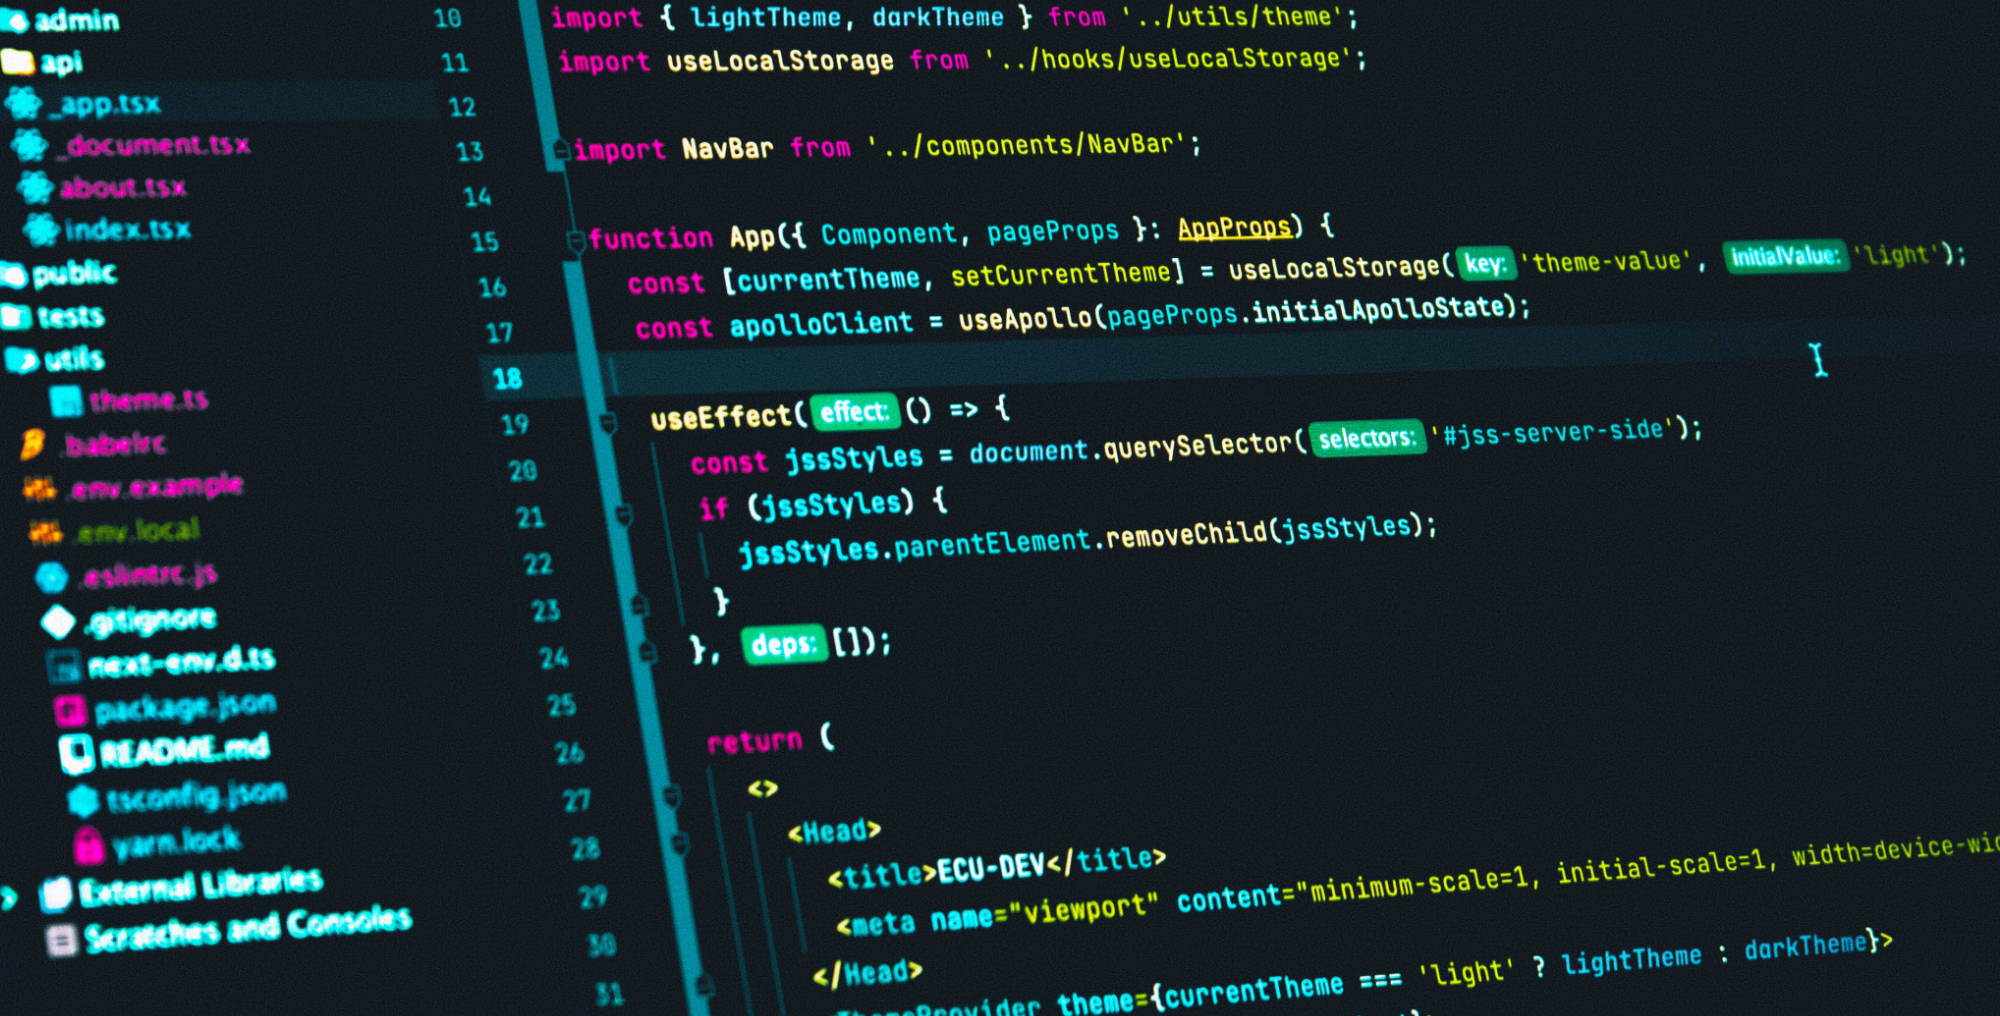 admin
api
_app.tsx
_document.tsx
about.tsx
index.tsx
public
tests
utils
theme.ts
.babelrc
.env.example
.env.local
.eslintrc.js
.gitignore
next-env.d.ts
package.json
README.md
tsconfig.json
yarn.lock
External Libraries
Scratches and Consoles
10 import { lightTheme, darkTheme } from '../utils/theme';
11 import useLocalStorage from '../hooks/useLocalStorage';
12
13 import NavBar from '../components/NavBar';
14
15 function App({ Component, pageProps }: AppProps) {
16 const [currentTheme, setCurrentTheme] = useLocalStorage( key: 'theme-value', initialValue: 'light');
17 const apolloClient = useApollo(pageProps.initialApolloState);
18
19 useEffect( effect: () => {
20 const jssStyles = document.querySelector( selectors: '#jss-server-side');
21 if (jssStyles) {
22 jssStyles.parentElement.removeChild(jssStyles);
23 }
24 }, deps: []);
25
26 return (
27 <>
28 <Head>
29 <title>ECU-DEV</title>
30 <meta name="viewport" content="minimum-scale=1, initial-scale=1, width=device-wid
31 </Head>
ThemeProvider theme={currentTheme === 'light' ? lightTheme : darkTheme}>